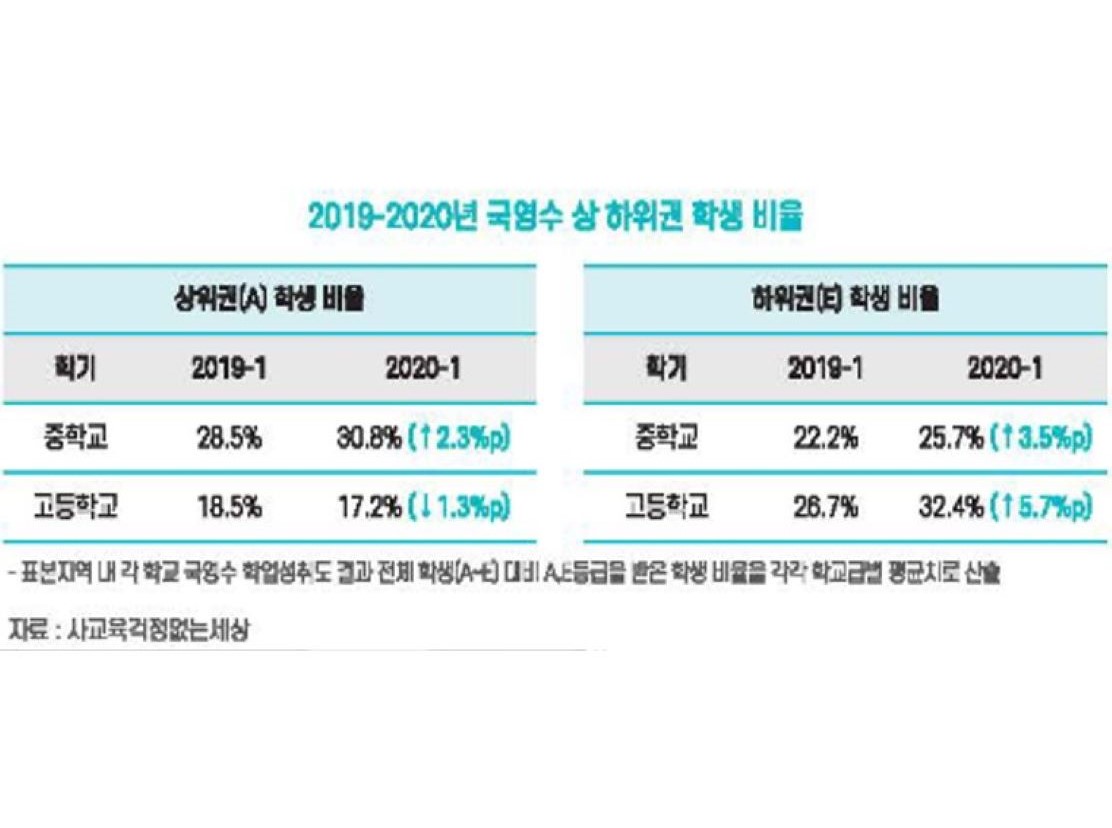 2019-2020년 국영수 상 하위권 학생 비율
상위권(A) 학생 비율
학기 2019-1 2020-1
중학교 28.5% 30.8% (↑2.3%p)
고등학교 18.5% 17.2% (↓1.3%p)
하위권(E) 학생 비율
학기 2019-1 2020-1
중학교 22.2% 25.7% (↑3.5%p)
고등학교 26.7% 32.4% (↑5.7%p)
- 표본지역 내 각 학교 국영수 학업성취도 결과 전체 학생(A~E) 대비 A,E등급을 받은 학생 비율을 각각 학교급별 평균치로 산출
자료 : 사교육걱정없는세상